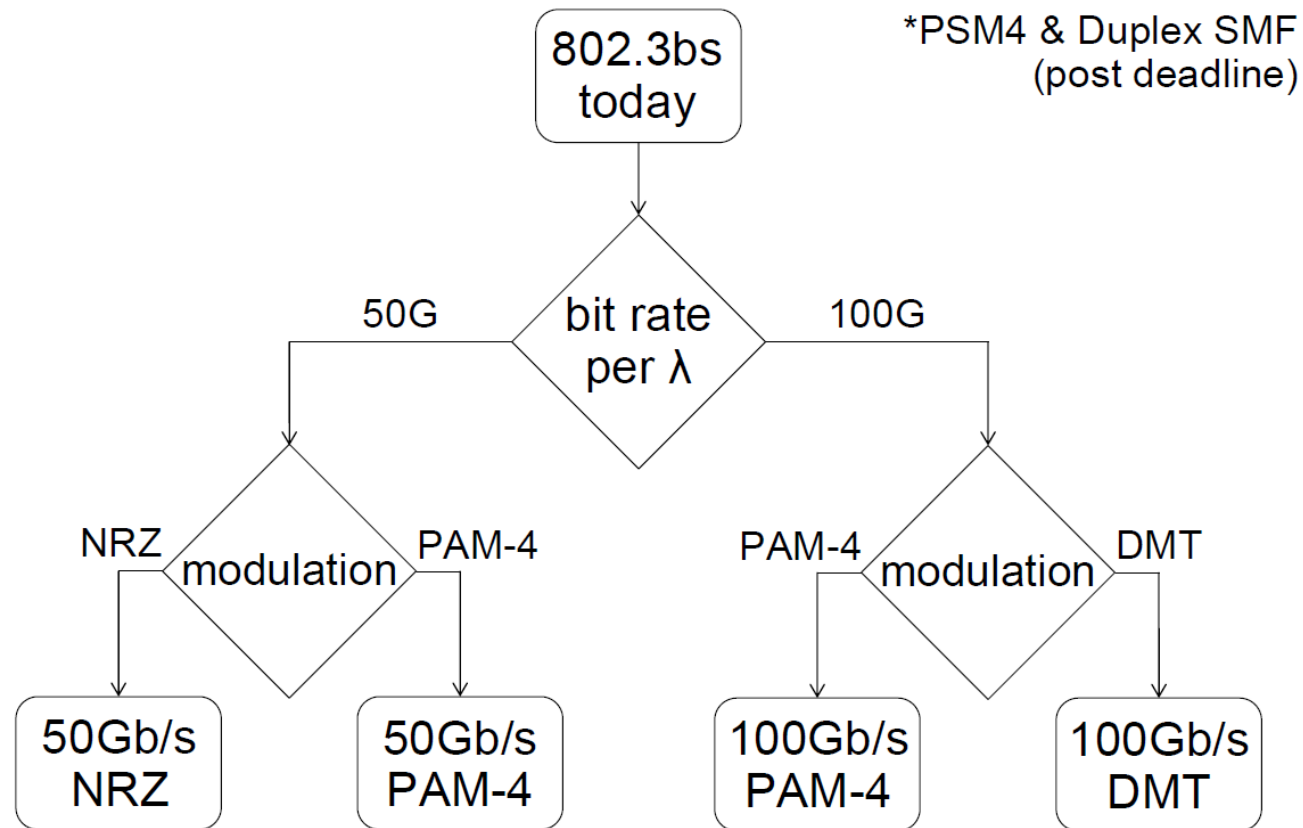 802.3bs
today
*PSM4 & Duplex SMF
(post deadline)
50G
bit rate
per λ
100G
NRZ
modulation
PAM-4
PAM-4
modulation
DMT
50Gb/s
NRZ
50Gb/s
PAM-4
100Gb/s
PAM-4
100Gb/s
DMT